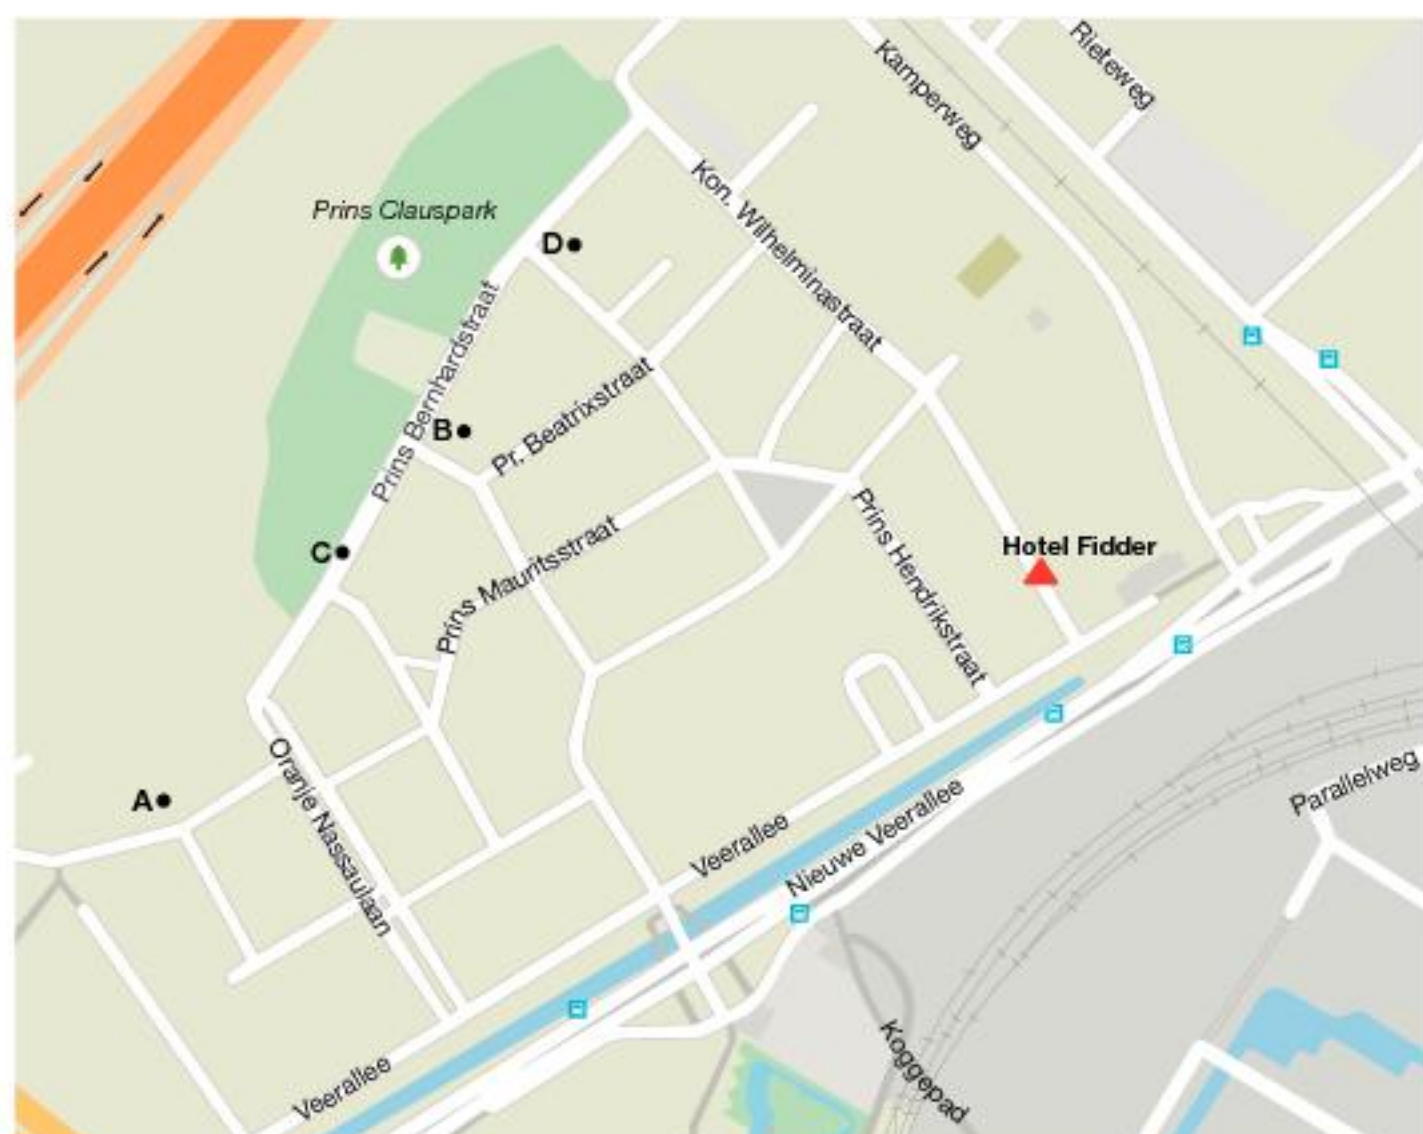 Rieteweg
Kamperweg
Kon. Wilhelminastraat
Prins Clauspark
D
Prins Bernhardstraat
B
Pr. Beatrixstraat
Prins Mauritsstraat
Prins Hendrikstraat
C
Hotel Fidder
A
Oranje Nassaulaan
Veerallee
Nieuwe Veerallee
Parallelweg
Koggepad
Veerallee